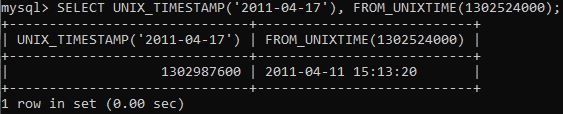 mysql> SELECT UNIX_TIMESTAMP('2011-04-17'), FROM_UNIXTIME(1302524000);
+------------------------------+---------------------------+
| UNIX_TIMESTAMP('2011-04-17') | FROM_UNIXTIME(1302524000) |
+------------------------------+---------------------------+
|                   1302987600 | 2011-04-11 15:13:20       |
+------------------------------+---------------------------+
1 row in set (0.00 sec)